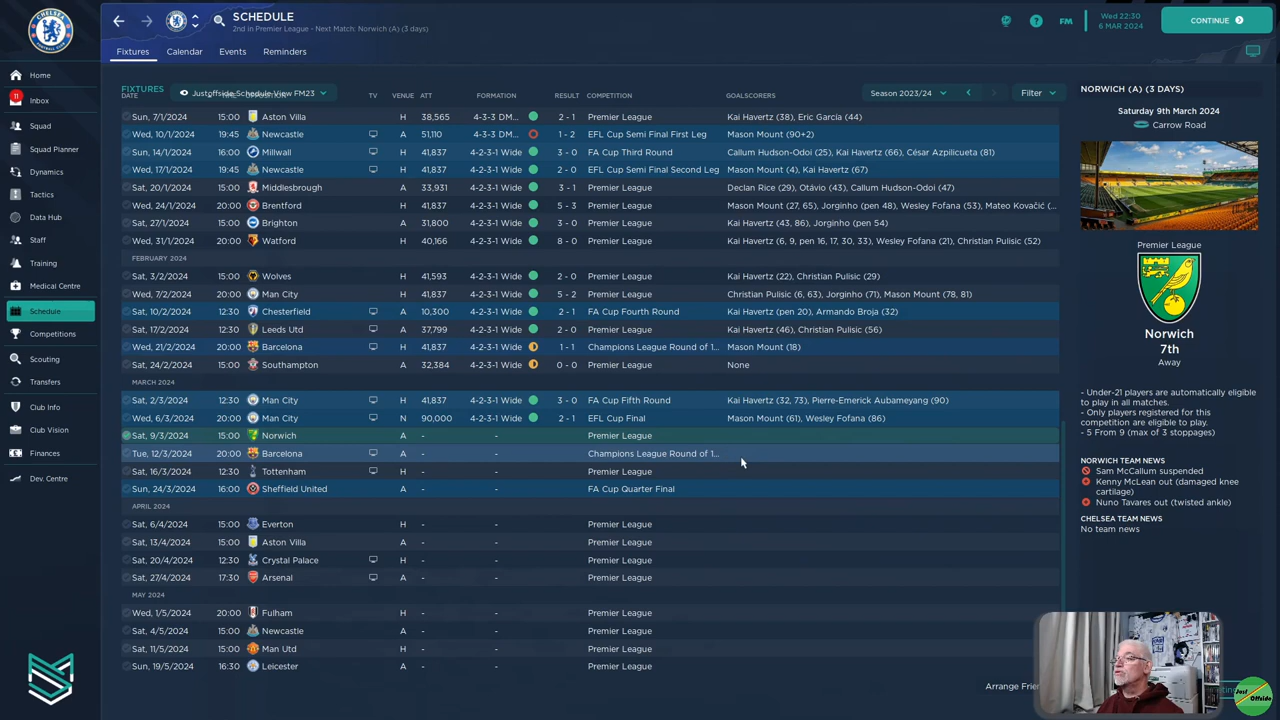 SCHEDULE
2nd in Premier League - Next Match: Norwich (A) (3 days)
FM
Wed 22:30
6 MAR 2024
CONTINUE
Fixtures Calendar Events Reminders
Home
11
Inbox
Squad
Squad Planner
Dynamics
Tactics
Data Hub
Staff
Training
Medical Centre
Schedule
Competitions
Scouting
Transfers
Club Info
Club Vision
Finances
Dev. Centre
FIXTURES Just offside Schedule View FM23 Season 2023/24 Filter
DATE TV VENUE ATT FORMATION RESULT COMPETITION GOALSCORERS
Sun, 7/1/2024 15:00 Aston Villa H 38,565 4-3-3 DM... 2 - 1 Premier League Kai Havertz (38), Eric García (44)
Wed, 10/1/2024 19:45 Newcastle A 51,110 4-3-3 DM... 1 - 2 EFL Cup Semi Final First Leg Mason Mount (90+2)
Sun, 14/1/2024 16:00 Millwall H 41,837 4-2-3-1 Wide 3 - 0 FA Cup Third Round Callum Hudson-Odoi (25), Kai Havertz (66), César Azpilicueta (81)
Wed, 17/1/2024 19:45 Newcastle H 41,837 4-2-3-1 Wide 2 - 0 EFL Cup Semi Final Second Leg Mason Mount (4), Kai Havertz (67)
Sat, 20/1/2024 15:00 Middlesbrough A 33,931 4-2-3-1 Wide 3 - 1 Premier League Declan Rice (29), Otávio (43), Callum Hudson-Odoi (47)
Wed, 24/1/2024 20:00 Brentford H 41,837 4-2-3-1 Wide 5 - 3 Premier League Mason Mount (27, 65), Jorginho (pen 48), Wesley Fofana (53), Mateo Kovačić (...
Sat, 27/1/2024 15:00 Brighton A 31,800 4-2-3-1 Wide 3 - 0 Premier League Kai Havertz (43, 86), Jorginho (pen 54)
Wed, 31/1/2024 20:00 Watford H 40,166 4-2-3-1 Wide 8 - 0 Premier League Kai Havertz (6, 9, pen 16, 17, 30, 33), Wesley Fofana (21), Christian Pulisic (52)
FEBRUARY 2024
Sat, 3/2/2024 15:00 Wolves H 41,593 4-2-3-1 Wide 2 - 0 Premier League Kai Havertz (22), Christian Pulisic (29)
Wed, 7/2/2024 20:00 Man City H 41,837 4-2-3-1 Wide 5 - 2 Premier League Christian Pulisic (6, 63), Jorginho (71), Mason Mount (78, 81)
Sat, 10/2/2024 12:30 Chesterfield A 10,300 4-2-3-1 Wide 2 - 1 FA Cup Fourth Round Kai Havertz (pen 20), Armando Broja (32)
Sat, 17/2/2024 12:30 Leeds Utd A 37,799 4-2-3-1 Wide 2 - 0 Premier League Kai Havertz (46), Christian Pulisic (56)
Wed, 21/2/2024 20:00 Barcelona H 41,837 4-2-3-1 Wide 1 - 1 Champions League Round of 1... Mason Mount (18)
Sat, 24/2/2024 15:00 Southampton A 32,384 4-2-3-1 Wide 0 - 0 Premier League None
MARCH 2024
Sat, 2/3/2024 12:30 Man City H 41,837 4-2-3-1 Wide 3 - 0 FA Cup Fifth Round Kai Havertz (32, 73), Pierre-Emerick Aubameyang (90)
Wed, 6/3/2024 20:00 Man City N 90,000 4-2-3-1 Wide 2 - 1 EFL Cup Final Mason Mount (61), Wesley Fofana (86)
Sat, 9/3/2024 15:00 Norwich A - - Premier League
Tue, 12/3/2024 20:00 Barcelona A - - Champions League Round of 1...
Sat, 16/3/2024 12:30 Tottenham H - - Premier League
Sun, 24/3/2024 16:00 Sheffield United A - - FA Cup Quarter Final
APRIL 2024
Sat, 6/4/2024 15:00 Everton H - - Premier League
Sat, 13/4/2024 15:00 Aston Villa A - - Premier League
Sat, 20/4/2024 12:30 Crystal Palace H - - Premier League
Sat, 27/4/2024 17:30 Arsenal A - - Premier League
MAY 2024
Wed, 1/5/2024 20:00 Fulham H - - Premier League
Sat, 4/5/2024 15:00 Newcastle A - - Premier League
Sat, 11/5/2024 15:00 Man Utd H - - Premier League
Sun, 19/5/2024 16:30 Leicester A - - Premier League
Arrange Frie
NORWICH (A) (3 DAYS)
Saturday 9th March 2024
Carrow Road
Premier League
Norwich
7th
Away
- Under-21 players are automatically eligible
to play in all matches.
- Only players registered for this
competition are eligible to play.
- 5 From 9 (max of 3 stoppages)
NORWICH TEAM NEWS
Sam McCallum suspended
Kenny McLean out (damaged knee
cartilage)
Nuno Tavares out (twisted ankle)
CHELSEA TEAM NEWS
No team news
Just Offside